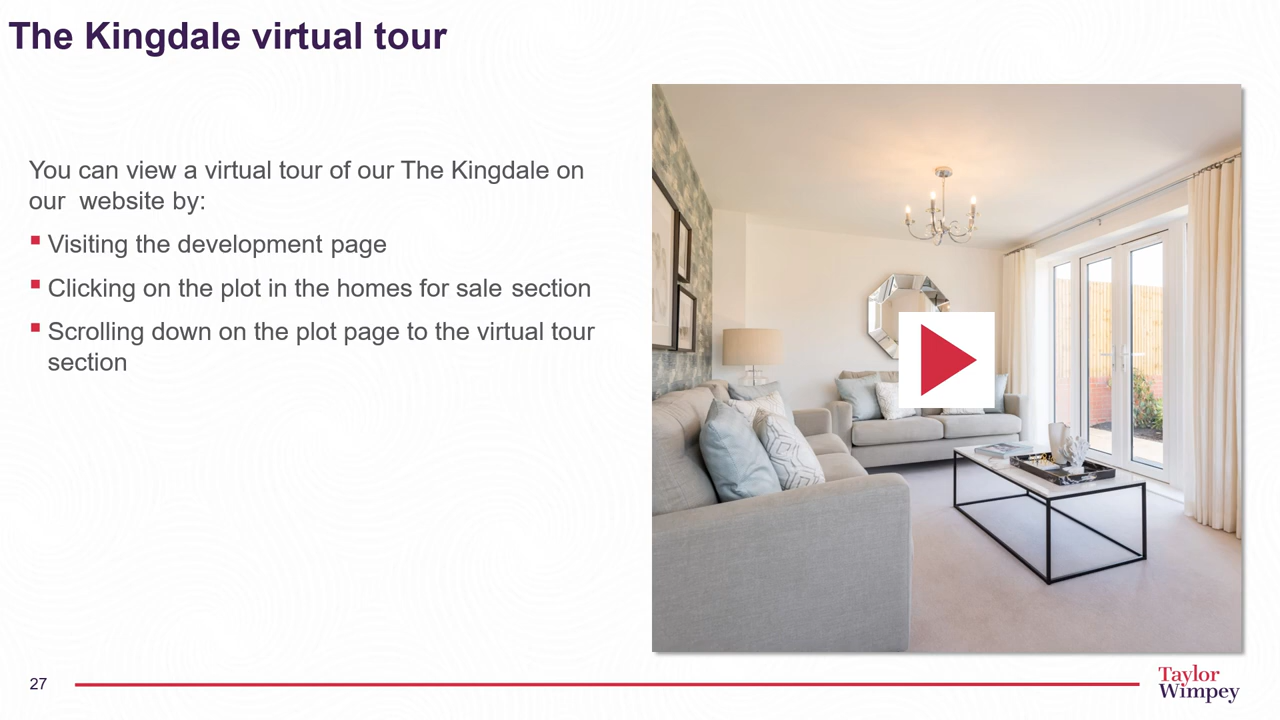 The Kingdale virtual tour
You can view a virtual tour of our The Kingdale on
our website by:
Visiting the development page
Clicking on the plot in the homes for sale section
Scrolling down on the plot page to the virtual tour
section
27
Taylor
Wimpey